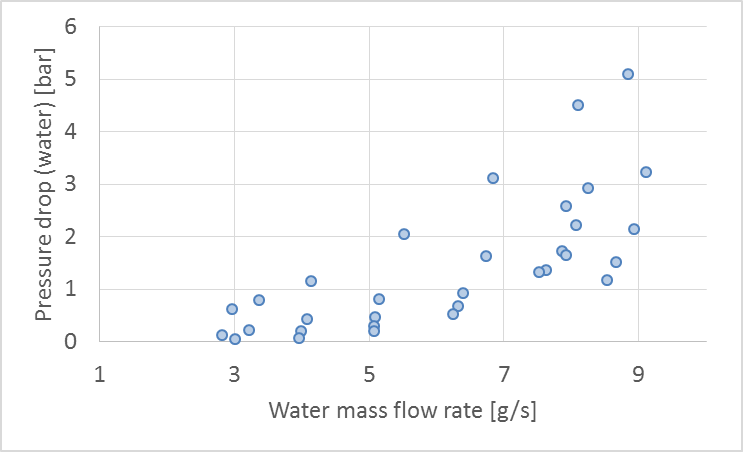 Pressure drop (water) [bar]
6
5
4
3
2
1
0
1 3 5 7 9
Water mass flow rate [g/s]